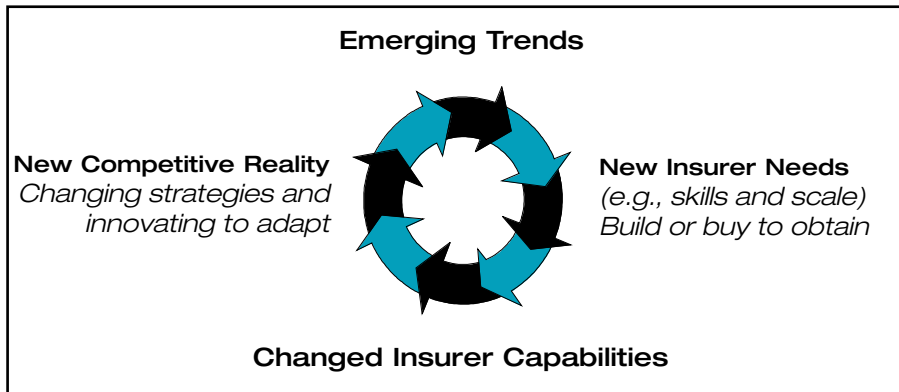 Emerging Trends
New Competitive Reality
Changing strategies and
innovating to adapt
New Insurer Needs
(e.g., skills and scale)
Build or buy to obtain
Changed Insurer Capabilities